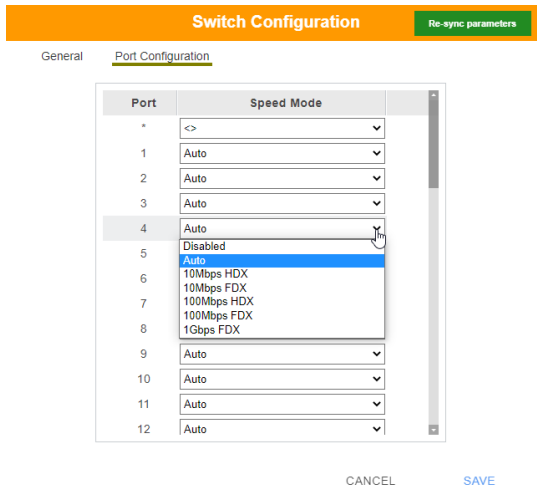 Switch Configuration
Re-sync parameters
General Port Configuration
Port Speed Mode
* <>
1 Auto
2 Auto
3 Auto
4 Auto
5 Disabled
Auto
6 10Mbps HDX
10Mbps FDX
7 100Mbps HDX
100Mbps FDX
8 1Gbps FDX
9 Auto
10 Auto
11 Auto
12 Auto
CANCEL SAVE